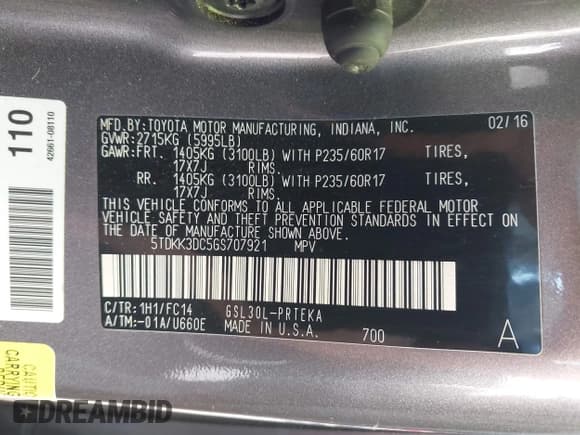 110
42661-08110
MFD.BY:TOYOTA MOTOR MANUFACTURING, INDIANA, INC. 02/16
GVWR:2715KG (5995LB)
GAWR:FRT. 1405KG (3100LB) WITH P235/60R17 TIRES,
17X7J RIMS.
RR. 1405KG (3100LB) WITH P235/60R17 TIRES,
17X7J RIMS.
THIS VEHICLE CONFORMS TO ALL APPLICABLE FEDERAL MOTOR
VEHICLE SAFETY AND THEFT PREVENTION STANDARDS IN EFFECT ON
THE DATE OF MANUFACTURE SHOWN ABOVE.
5TDKK3DC5GS707921 MPV
C/TR:1H1/FC14 GSL30L-PRTEKA
A/TM:-01A/U660E MADE IN U.S.A. 700 A
CARRYING
DREAMBID